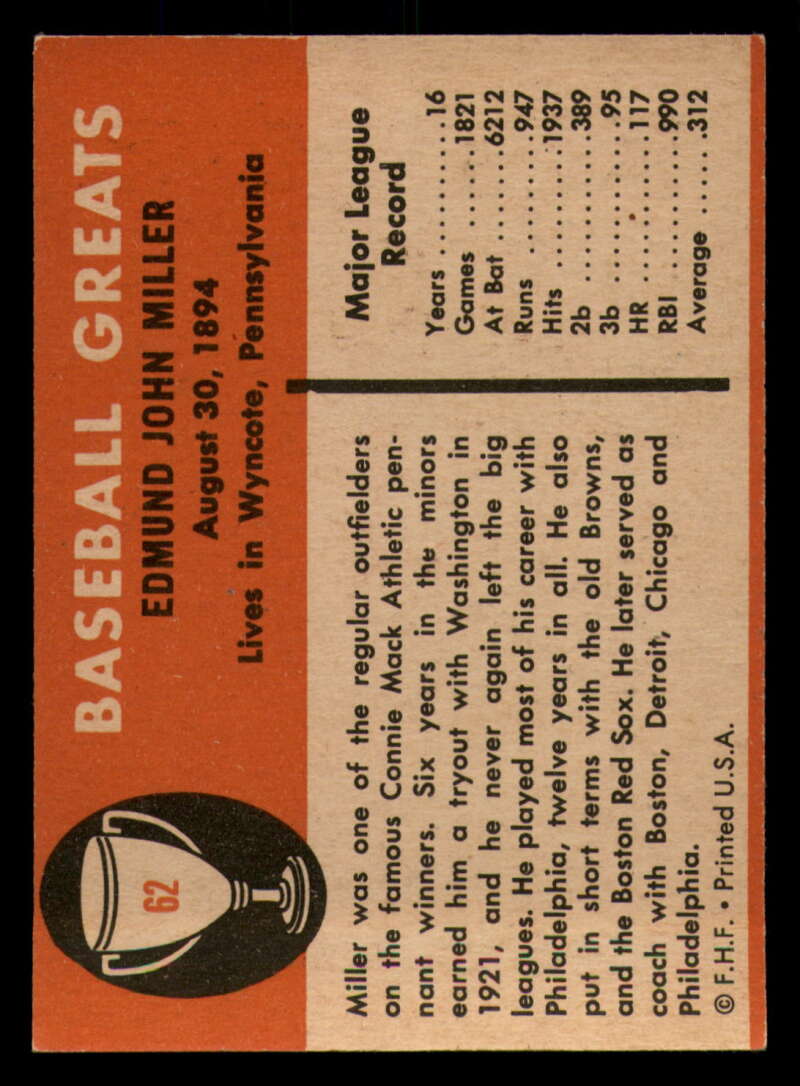 62
BASEBALL GREATS
EDMUND JOHN MILLER
August 30, 1894
Lives in Wyncote, Pennsylvania
Miller was one of the regular outfielders
on the famous Connie Mack Athletic pen-
nant winners. Six years in the minors
earned him a tryout with Washington in
1921, and he never again left the big
leagues. He played most of his career with
Philadelphia, twelve years in all. He also
put in short terms with the old Browns,
and the Boston Red Sox. He later served as
coach with Boston, Detroit, Chicago and
Philadelphia.
© F.H.F. • Printed U.S.A.
Major League
Record
Years ...........16
Games ......1821
At Bat .......6212
Runs .........947
Hits ..........1937
2b ...........389
3b ............95
HR ...........117
RBI ..........990
Average ......312